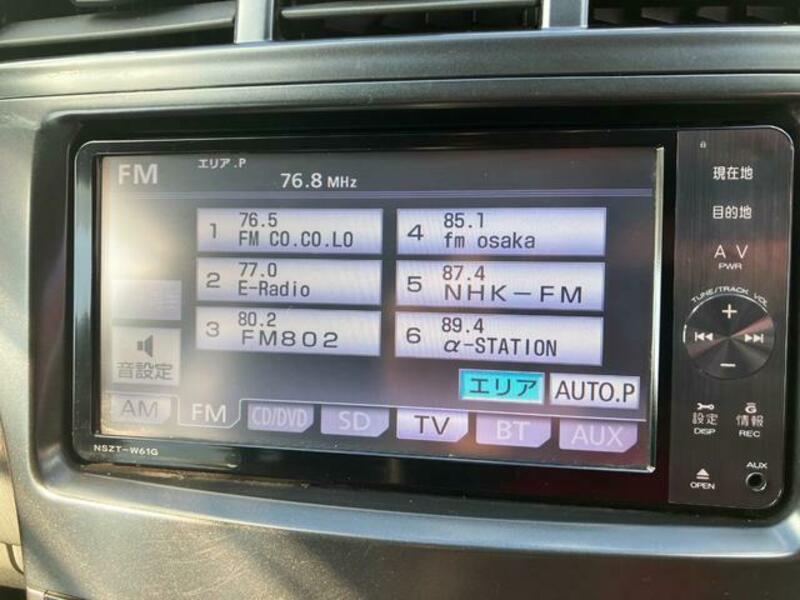 FM エリア.P
76.8 MHz
1 76.5 FM CO.CO.LO
2 77.0 E-Radio
3 80.2 FM802
4 85.1 fm osaka
5 87.4 NHK-FM
6 89.4 α-STATION
音設定
エリア AUTO.P
AM FM CD/DVD SD TV BT AUX
NSZT-W61G
現在地
目的地
AV
PWR
TUNE/TRACK VOL
+
-
設定 情報
DISP REC
OPEN AUX